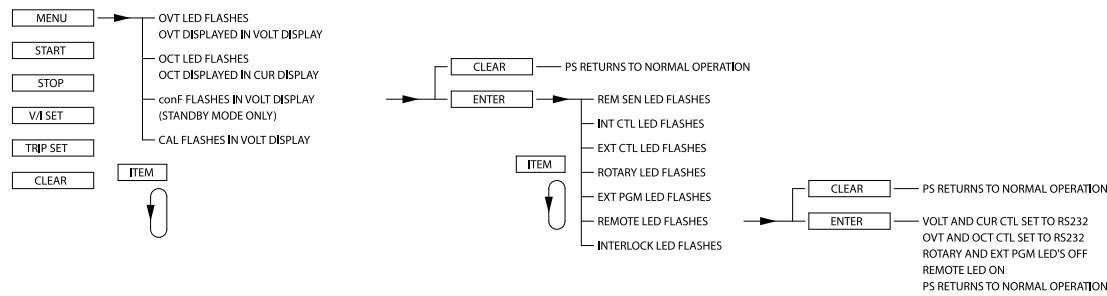 MENU
START
STOP
V/I SET
TRIP SET
CLEAR
OVT LED FLASHES
OVT DISPLAYED IN VOLT DISPLAY
OCT LED FLASHES
OCT DISPLAYED IN CUR DISPLAY
conF FLASHES IN VOLT DISPLAY
(STANDBY MODE ONLY)
CAL FLASHES IN VOLT DISPLAY
ITEM
CLEAR
PS RETURNS TO NORMAL OPERATION
ENTER
REM SEN LED FLASHES
INT CTL LED FLASHES
EXT CTL LED FLASHES
ROTARY LED FLASHES
EXT PGM LED FLASHES
REMOTE LED FLASHES
INTERLOCK LED FLASHES
ITEM
CLEAR
PS RETURNS TO NORMAL OPERATION
ENTER
VOLT AND CUR CTL SET TO RS232
OVT AND OCT CTL SET TO RS232
ROTARY AND EXT PGM LED'S OFF
REMOTE LED ON
PS RETURNS TO NORMAL OPERATION